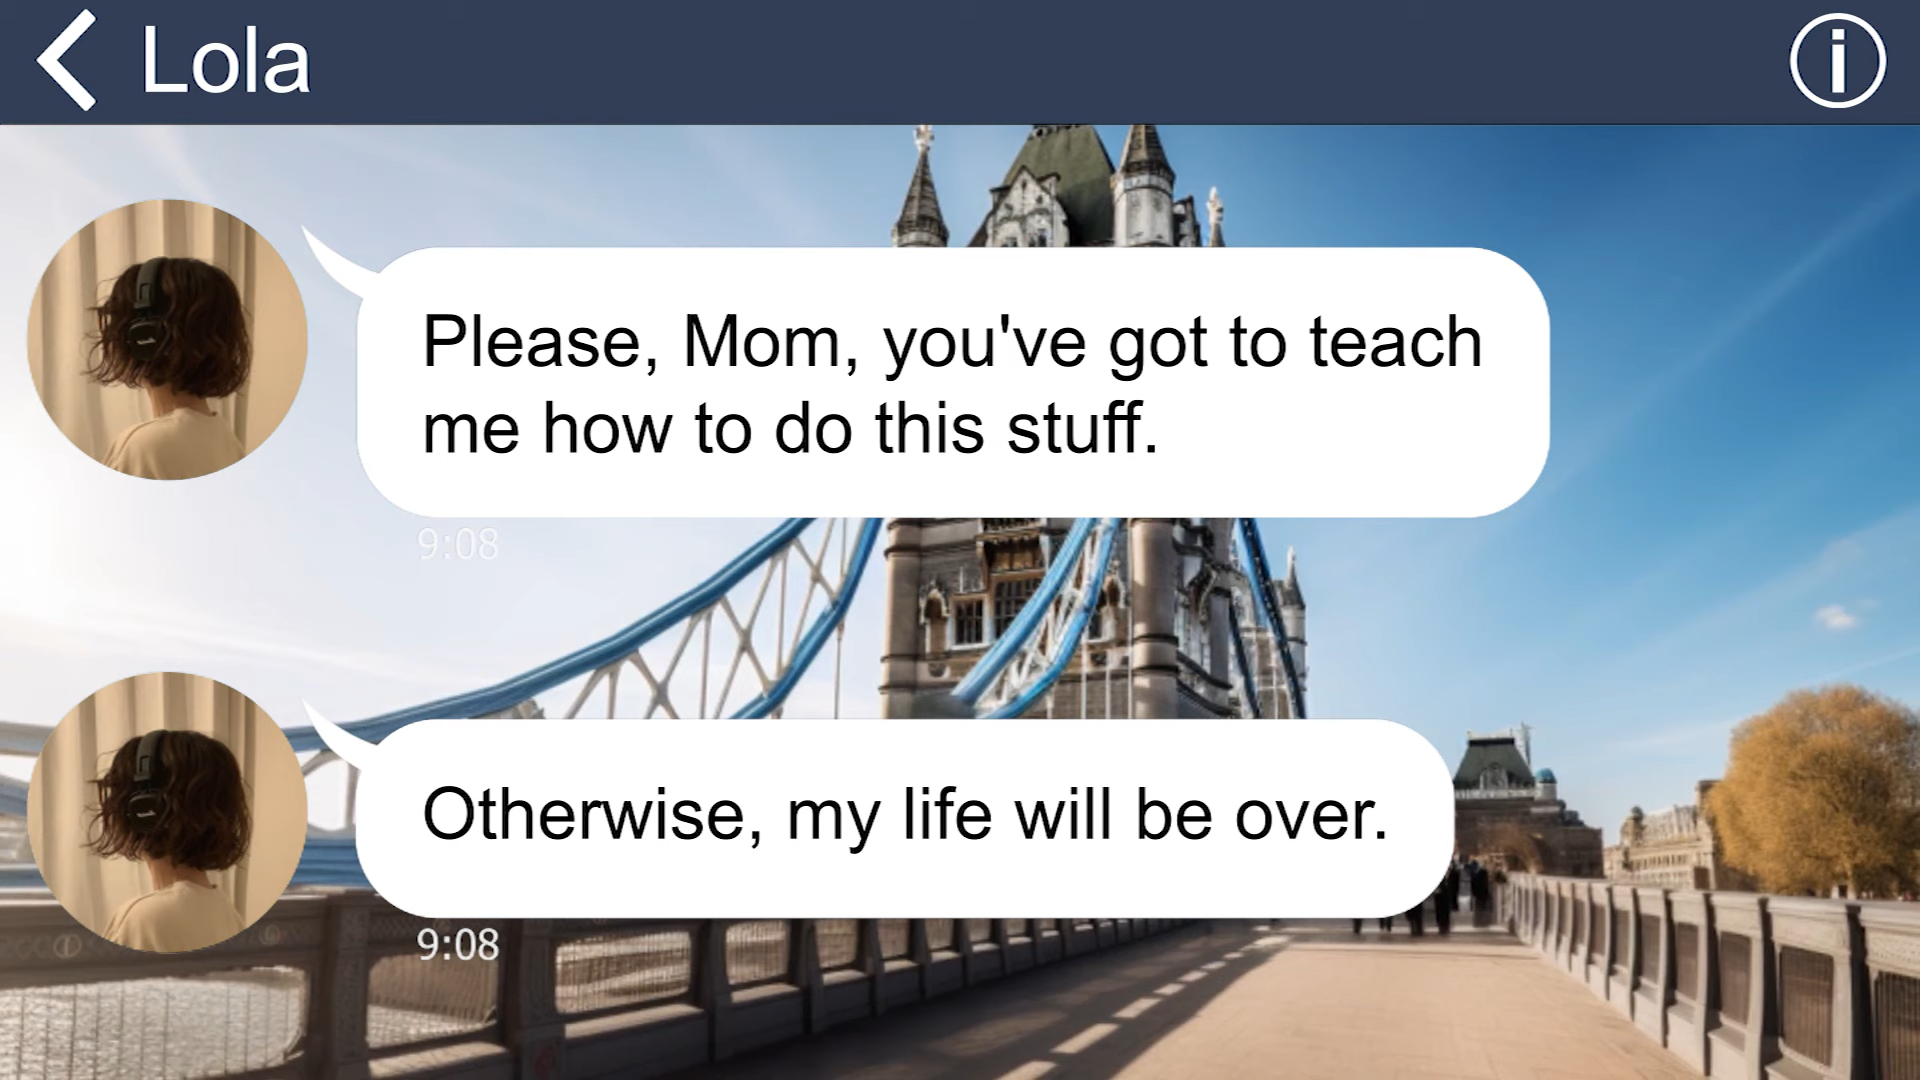 Lola
Please, Mom, you've got to teach
me how to do this stuff.
9:08
Otherwise, my life will be over.
9:08